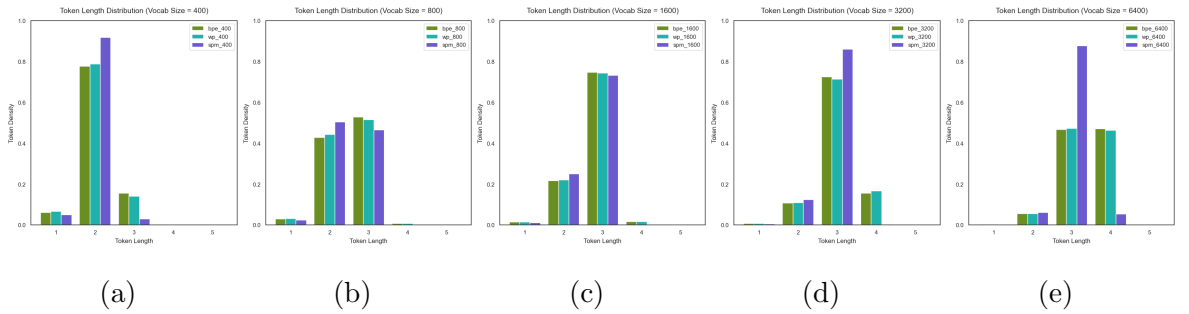 Token Length Distribution (Vocab Size = 400)
bpe_400
wp_400
spm_400
Token Density
1.0
0.8
0.6
0.4
0.2
0.0
1 2 3 4 5
Token Length
(a)
Token Length Distribution (Vocab Size = 800)
bpe_800
wp_800
spm_800
Token Density
1.0
0.8
0.6
0.4
0.2
0.0
1 2 3 4 5
Token Length
(b)
Token Length Distribution (Vocab Size = 1600)
bpe_1600
wp_1600
spm_1600
Token Density
1.0
0.8
0.6
0.4
0.2
0.0
1 2 3 4 5
Token Length
(c)
Token Length Distribution (Vocab Size = 3200)
bpe_3200
wp_3200
spm_3200
Token Density
1.0
0.8
0.6
0.4
0.2
0.0
1 2 3 4 5
Token Length
(d)
Token Length Distribution (Vocab Size = 6400)
bpe_6400
wp_6400
spm_6400
Token Density
1.0
0.8
0.6
0.4
0.2
0.0
1 2 3 4 5
Token Length
(e)